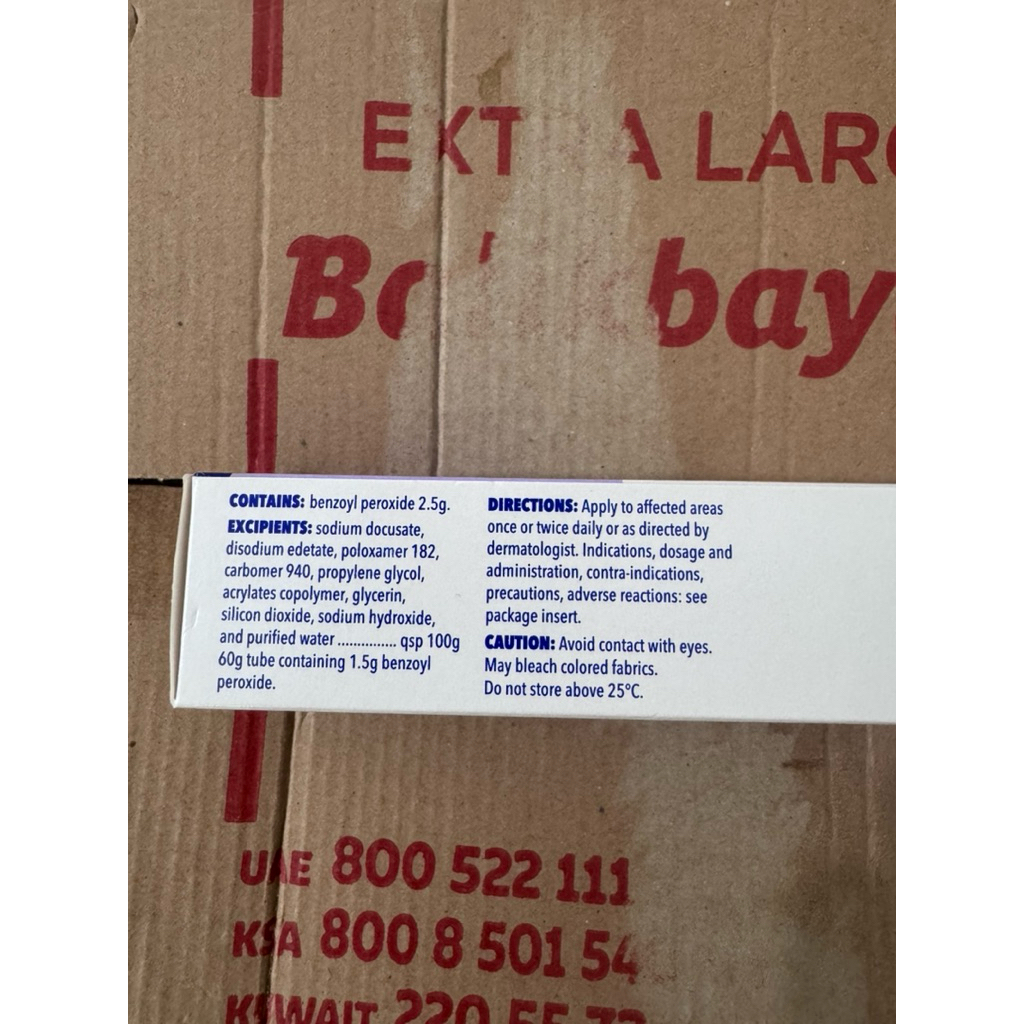 CONTAINS: benzoyl peroxide 2.5g.
EXCIPIENTS: sodium docusate,
disodium edetate, poloxamer 182,
carbomer 940, propylene glycol,
acrylates copolymer, glycerin,
silicon dioxide, sodium hydroxide,
and purified water ............... qsp 100g
60g tube containing 1.5g benzoyl
peroxide.
DIRECTIONS: Apply to affected areas
once or twice daily or as directed by
dermatologist. Indications, dosage and
administration, contra-indications,
precautions, adverse reactions: see
package insert.
CAUTION: Avoid contact with eyes.
May bleach colored fabrics.
Do not store above 25°C.
UAE 800 522 111
KSA 800 8 501 54
KUWAIT 220 55